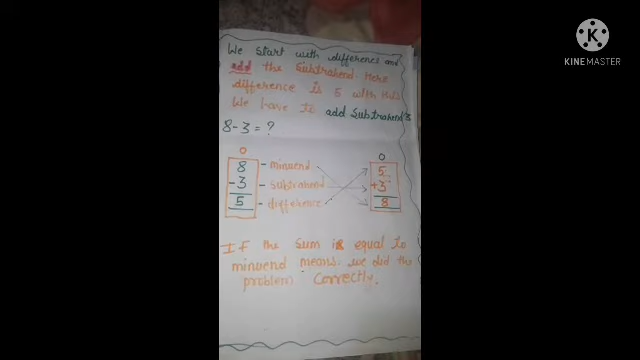 We start with difference and
add the Subtrahend Here
difference is 5 with this
We have to add Subtrahend 3
8-3 = ?
O
O
8 - minuend 5
-3 - subtrahend +3
5 - difference 8
IF the sum is equal to
minuend means we did the
problem correctly.
KINEMASTER